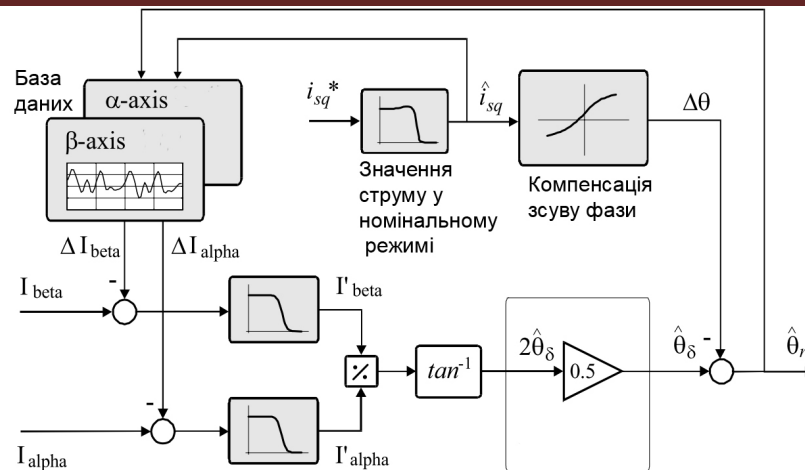 База
даних
α-axis
β-axis
i_sq*
î_sq
Δθ
Значення
струму у
номінальному
режимі
Компенсація
зсуву фази
ΔI_beta
ΔI_alpha
-
I_beta
I'_beta
%
tan⁻¹
2θ̂_δ
0.5
θ̂_δ
-
θ̂_r
-
I_alpha
I'_alpha